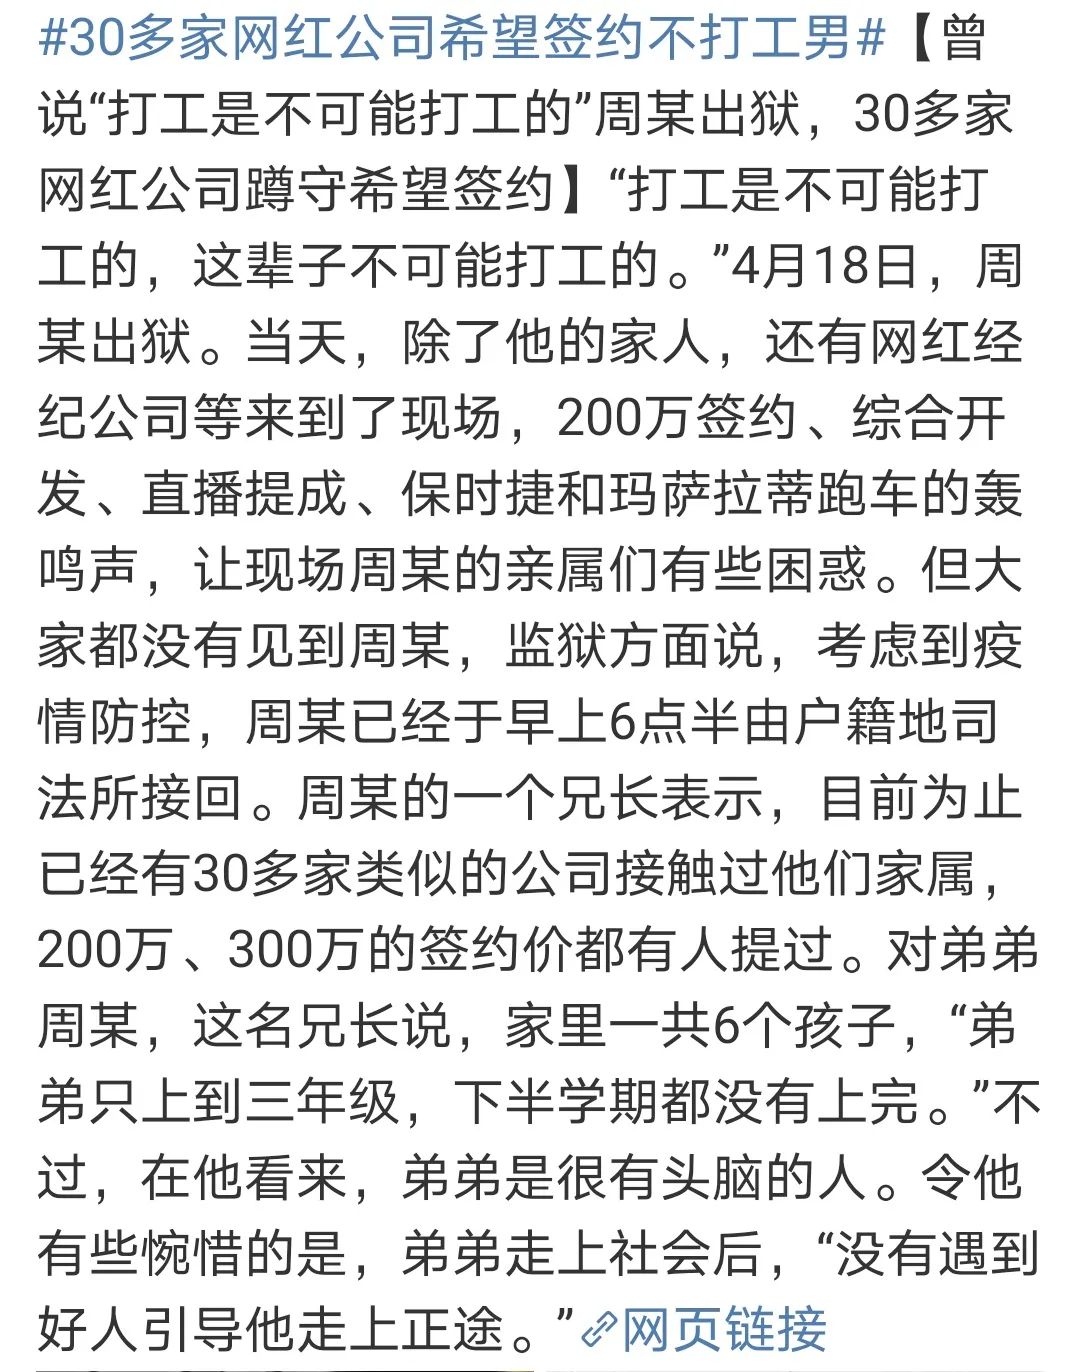 #30多家网红公司希望签约不打工男#【曾
说“打工是不可能打工的”周某出狱，30多家
网红公司蹲守希望签约】“打工是不可能打
工的，这辈子不可能打工的。”4月18日，周
某出狱。当天，除了他的家人，还有网红经
纪公司等来到了现场，200万签约、综合开
发、直播提成、保时捷和玛萨拉蒂跑车的轰
鸣声，让现场周某的亲属们有些困惑。但大
家都没有见到周某，监狱方面说，考虑到疫
情防控，周某已经于早上6点半由户籍地司
法所接回。周某的一个兄长表示，目前为止
已经有30多家类似的公司接触过他们家属，
200万、300万的签约价都有人提过。对弟弟
周某，这名兄长说，家里一共6个孩子，“弟
弟只上到三年级，下半学期都没有上完。”不
过，在他看来，弟弟是很有头脑的人。令他
有些惋惜的是，弟弟走上社会后，“没有遇到
好人引导他走上正途。”网页链接